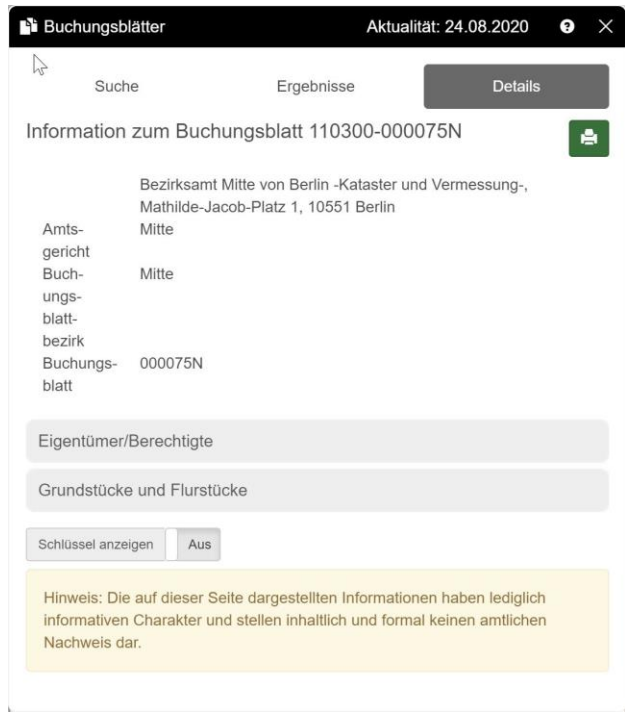 Buchungsblätter Aktualität: 24.08.2020
Suche Ergebnisse Details
Information zum Buchungsblatt 110300-000075N
Bezirksamt Mitte von Berlin -Kataster und Vermessung-,
Mathilde-Jacob-Platz 1, 10551 Berlin
Amts- Mitte
gericht
Buch- Mitte
ungs-
blatt-
bezirk
Buchungs- 000075N
blatt
Eigentümer/Berechtigte
Grundstücke und Flurstücke
Schlüssel anzeigen Aus
Hinweis: Die auf dieser Seite dargestellten Informationen haben lediglich
informativen Charakter und stellen inhaltlich und formal keinen amtlichen
Nachweis dar.